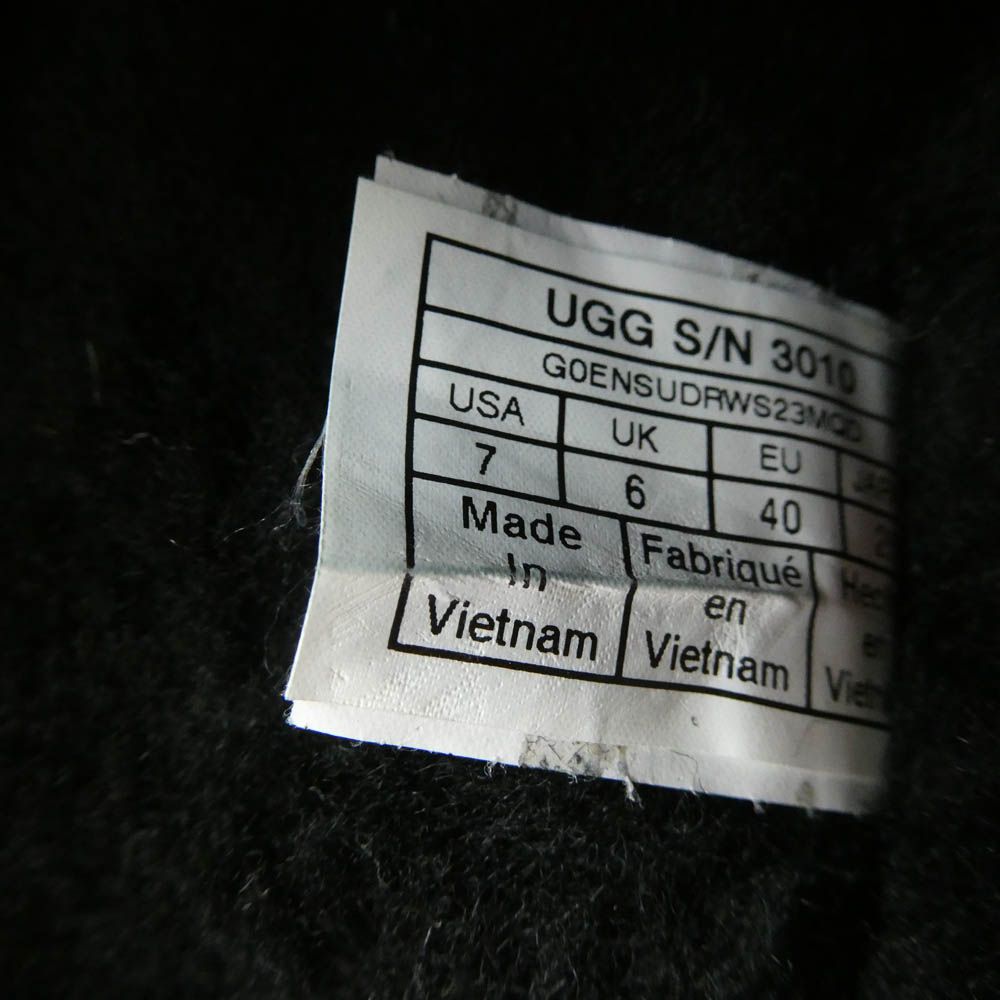 UGG S/N 3010
G0ENSUDRWS23MQD
USA UK EU
7 6 40
Made Fabriqué
In en
Vietnam Vietnam